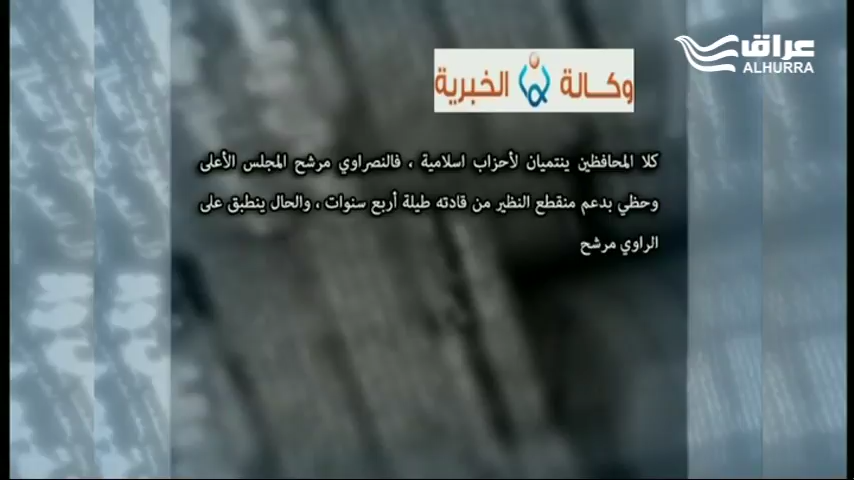 عراق
ALHURRA
وكالة الخبرية
كلا المحافظين ينتميان لأحزاب اسلامية ، فالنصراوي مرشح المجلس الأعلى
وحظي بدعم منقطع النظير من قادته طيلة أربع سنوات ، والحال ينطبق على
الراوي مرشح